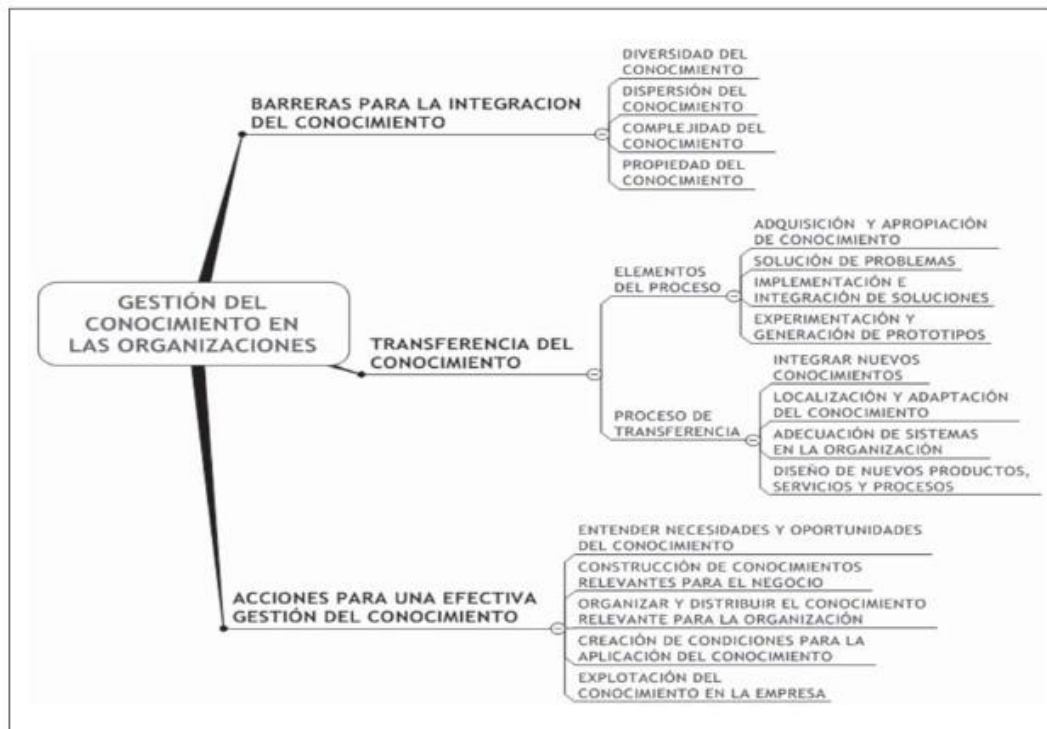 DIVERSIDAD DEL
CONOCIMIENTO
BARRERAS PARA LA INTEGRACION
DEL CONOCIMIENTO
DISPERSIÓN DEL
CONOCIMIENTO
COMPLEJIDAD DEL
CONOCIMIENTO
PROPIEDAD DEL
CONOCIMIENTO
GESTIÓN DEL
CONOCIMIENTO EN
LAS ORGANIZACIONES
TRANSFERENCIA DEL
CONOCIMIENTO
ELEMENTOS
DEL PROCESO
ADQUISICIÓN Y APROPIACIÓN
DE CONOCIMIENTO
SOLUCIÓN DE PROBLEMAS
IMPLEMENTACIÓN E
INTEGRACIÓN DE SOLUCIONES
EXPERIMENTACIÓN Y
GENERACIÓN DE PROTOTIPOS
PROCESO DE
TRANSFERENCIA
INTEGRAR NUEVOS
CONOCIMIENTOS
LOCALIZACIÓN Y ADAPTACIÓN
DEL CONOCIMIENTO
ADECUACIÓN DE SISTEMAS
EN LA ORGANIZACIÓN
DISEÑO DE NUEVOS PRODUCTOS,
SERVICIOS Y PROCESOS
ACCIONES PARA UNA EFECTIVA
GESTIÓN DEL CONOCIMIENTO
ENTENDER NECESIDADES Y OPORTUNIDADES
DEL CONOCIMIENTO
CONSTRUCCIÓN DE CONOCIMIENTOS
RELEVANTES PARA EL NEGOCIO
ORGANIZAR Y DISTRIBUIR EL CONOCIMIENTO
RELEVANTE PARA LA ORGANIZACIÓN
CREACIÓN DE CONDICIONES PARA LA
APLICACIÓN DEL CONOCIMIENTO
EXPLOTACIÓN DEL
CONOCIMIENTO EN LA EMPRESA